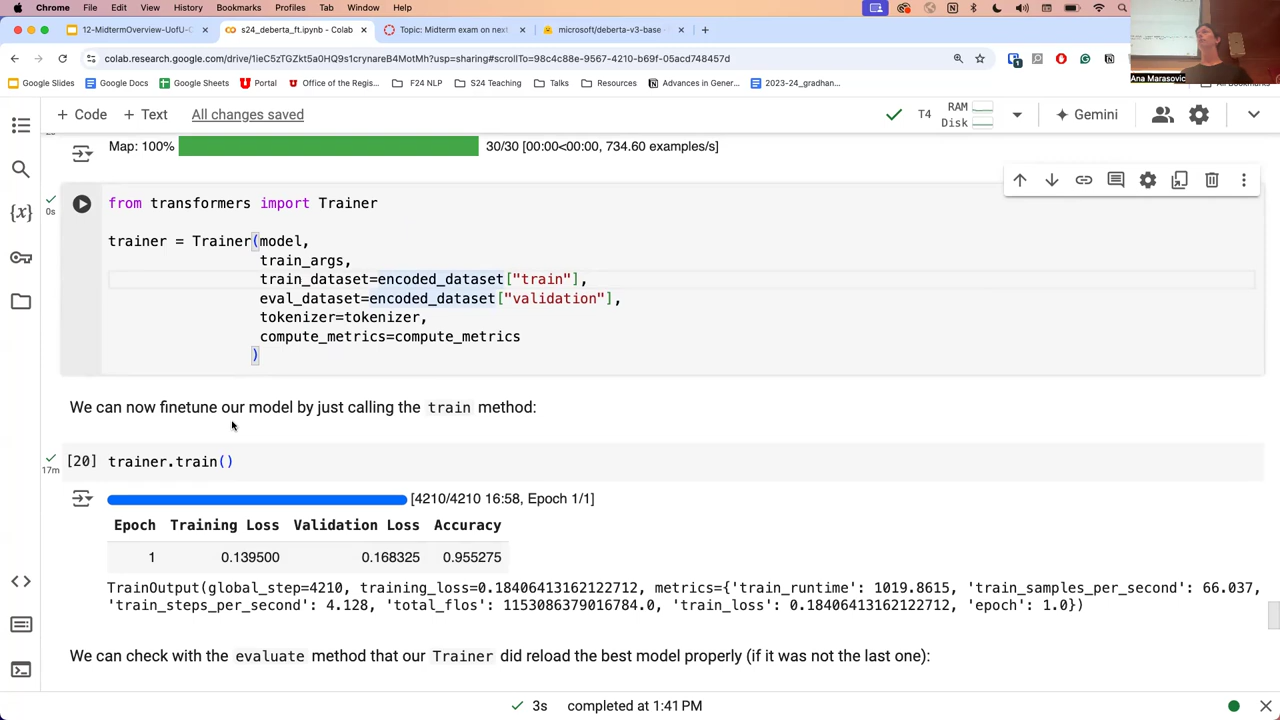 Chrome File Edit View History Bookmarks Profiles Tab Window Help
12-MidtermOverview-UofU-C
s24_deberta_ft.ipynb - Colab
Topic: Midterm exam on next
microsoft/deberta-v3-base
colab.research.google.com/drive/1ieC5zTGZkt5a0HQ9s1crynareB4MotMh?usp=sharing#scrollTo=98c4c88e-9567-4210-b69f-05acd748457d
Ana Marasovic
Google Slides Google Docs Google Sheets Portal Office of the Regis... F24 NLP S24 Teaching Talks Resources Advances in Gener... 2023-24_gradhan...
+ Code + Text All changes saved
T4 RAM Disk Gemini
Map: 100% 30/30 [00:00<00:00, 734.60 examples/s]
0s
from transformers import Trainer
trainer = Trainer(model,
train_args,
train_dataset=encoded_dataset["train"],
eval_dataset=encoded_dataset["validation"],
tokenizer=tokenizer,
compute_metrics=compute_metrics
)
We can now finetune our model by just calling the train method:
17m
[20] trainer.train()
[4210/4210 16:58, Epoch 1/1]
Epoch Training Loss Validation Loss Accuracy
1 0.139500 0.168325 0.955275
TrainOutput(global_step=4210, training_loss=0.18406413162122712, metrics={'train_runtime': 1019.8615, 'train_samples_per_second': 66.037,
'train_steps_per_second': 4.128, 'total_flos': 1153086379016784.0, 'train_loss': 0.18406413162122712, 'epoch': 1.0})
We can check with the evaluate method that our Trainer did reload the best model properly (if it was not the last one):
3s completed at 1:41 PM